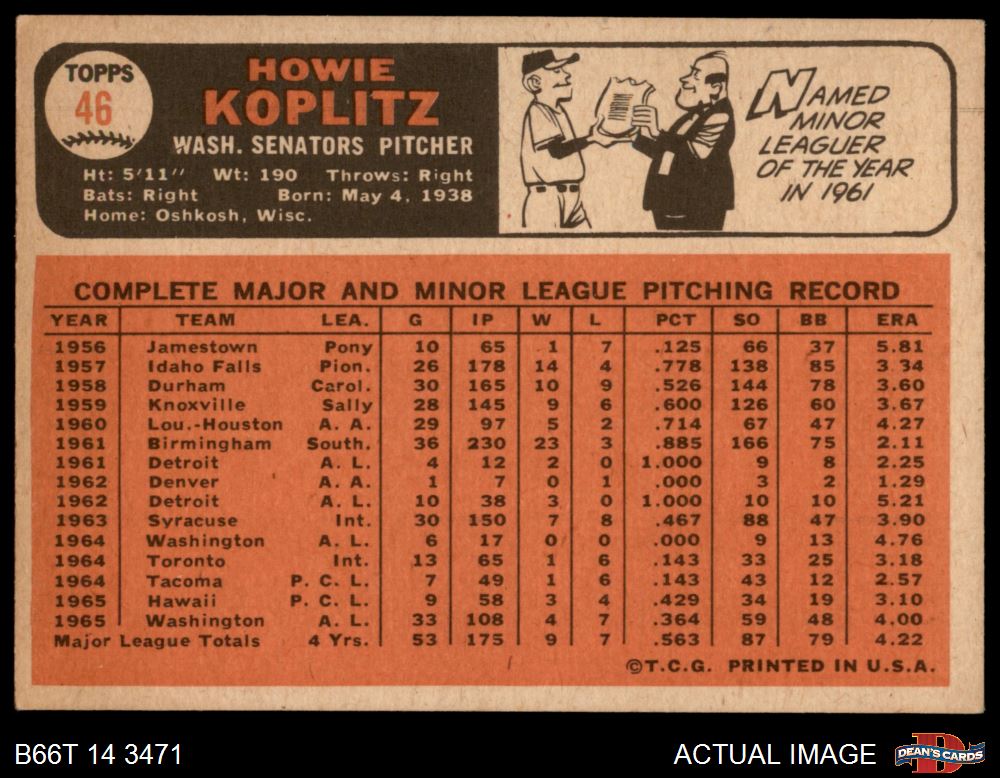 TOPPS
46
HOWIE
KOPLITZ
WASH. SENATORS PITCHER
Ht: 5'11" Wt: 190 Throws: Right
Bats: Right Born: May 4, 1938
Home: Oshkosh, Wisc.
NAMED
MINOR
LEAGUER
OF THE YEAR
IN 1961
COMPLETE MAJOR AND MINOR LEAGUE PITCHING RECORD
YEAR TEAM LEA. G IP W L PCT SO BB ERA
1956 Jamestown Pony 10 65 1 7 .125 66 37 5.81
1957 Idaho Falls Pion. 26 178 14 4 .778 138 85 3.34
1958 Durham Carol. 30 165 10 9 .526 144 78 3.60
1959 Knoxville Sally 28 145 9 6 .600 126 60 3.67
1960 Lou.-Houston A. A. 29 97 5 2 .714 67 47 4.27
1961 Birmingham South. 36 230 23 3 .885 166 75 2.11
1961 Detroit A. L. 4 12 2 0 1.000 9 8 2.25
1962 Denver A. A. 1 7 0 1 .000 3 2 1.29
1962 Detroit A. L. 10 38 3 0 1.000 10 10 5.21
1963 Syracuse Int. 30 150 7 8 .467 88 47 3.90
1964 Washington A. L. 6 17 0 0 .000 9 13 4.76
1964 Toronto Int. 13 65 1 6 .143 33 25 3.18
1964 Tacoma P. C. L. 7 49 1 6 .143 43 12 2.57
1965 Hawaii P. C. L. 9 58 3 4 .429 34 19 3.10
1965 Washington A. L. 33 108 4 7 .364 59 48 4.00
Major League Totals 4 Yrs. 53 175 9 7 .563 87 79 4.22
©T.C.G. PRINTED IN U.S.A.
B66T 14 3471
ACTUAL IMAGE
DEAN'S CARDS